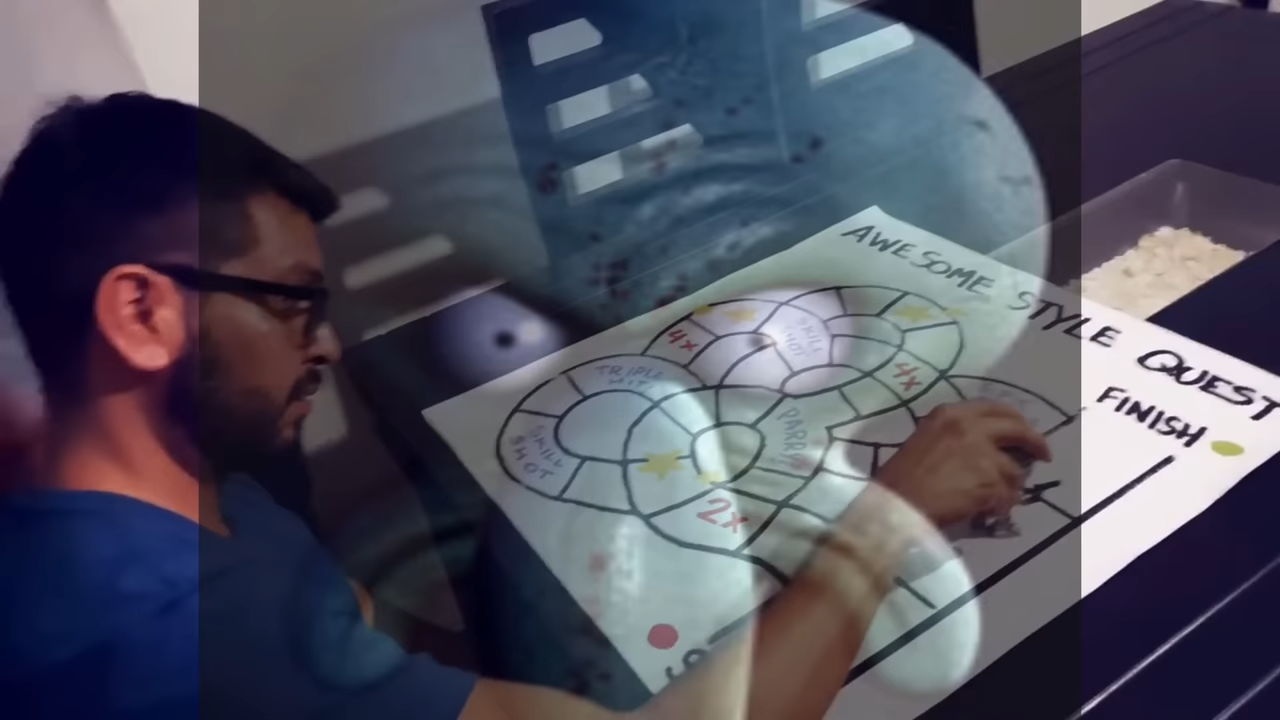 AWESOME STYLE QUEST
FINISH
SKILL
SHOT
4x
4x
TRIPLE
HIT
PARRY
SKILL
SHOT
2x